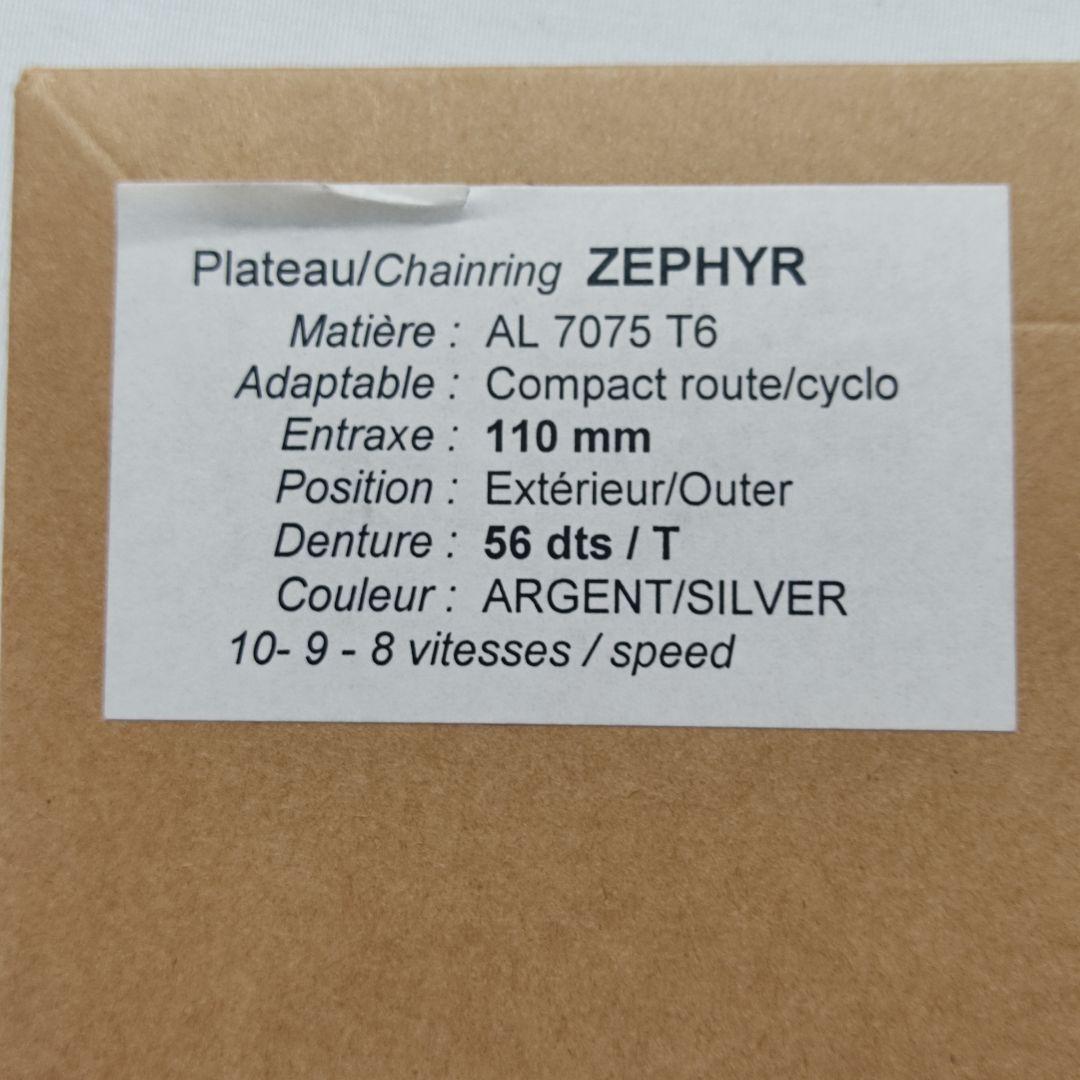 Plateau/Chainring ZEPHYR
Matière : AL 7075 T6
Adaptable : Compact route/cyclo
Entraxe : 110 mm
Position : Extérieur/Outer
Denture : 56 dts / T
Couleur : ARGENT/SILVER
10- 9 - 8 vitesses / speed